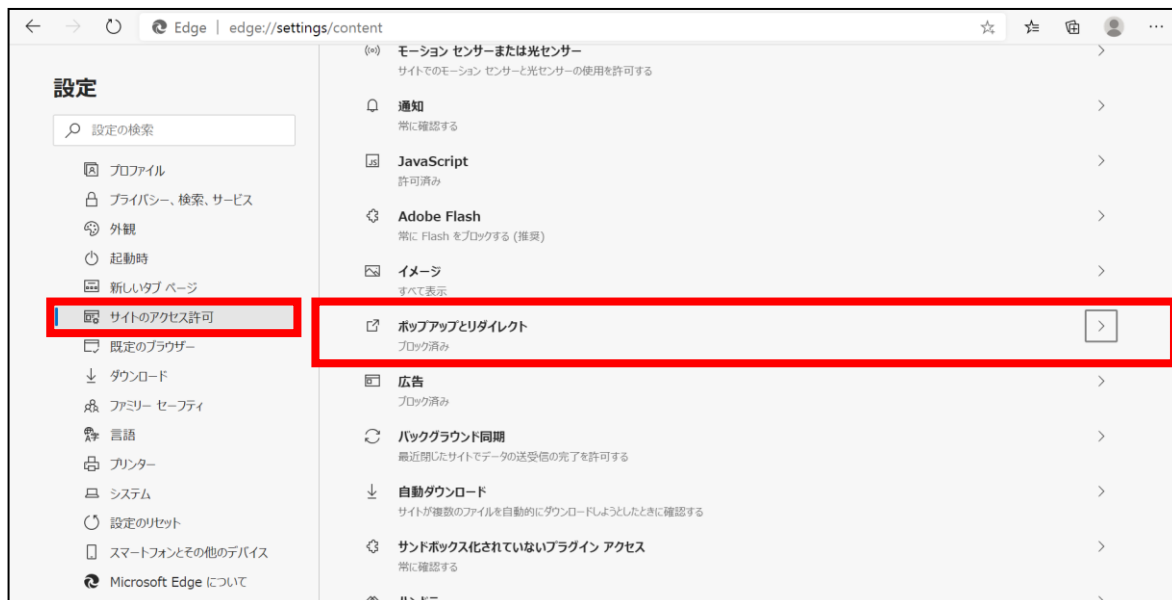 Edge | edge://settings/content
設定
設定の検索
プロファイル
プライバシー、検索、サービス
外観
起動時
新しいタブ ページ
サイトのアクセス許可
既定のブラウザー
ダウンロード
ファミリー セーフティ
言語
プリンター
システム
設定のリセット
スマートフォンとその他のデバイス
Microsoft Edge について
モーション センサーまたは光センサー
サイトでのモーション センサーと光センサーの使用を許可する
通知
常に確認する
JavaScript
許可済み
Adobe Flash
常に Flash をブロックする (推奨)
イメージ
すべて表示
ポップアップとリダイレクト
ブロック済み
広告
ブロック済み
バックグラウンド同期
最近閉じたサイトでデータの送受信の完了を許可する
自動ダウンロード
サイトが複数のファイルを自動的にダウンロードしようとしたときに確認する
サンドボックス化されていないプラグイン アクセス
常に確認する